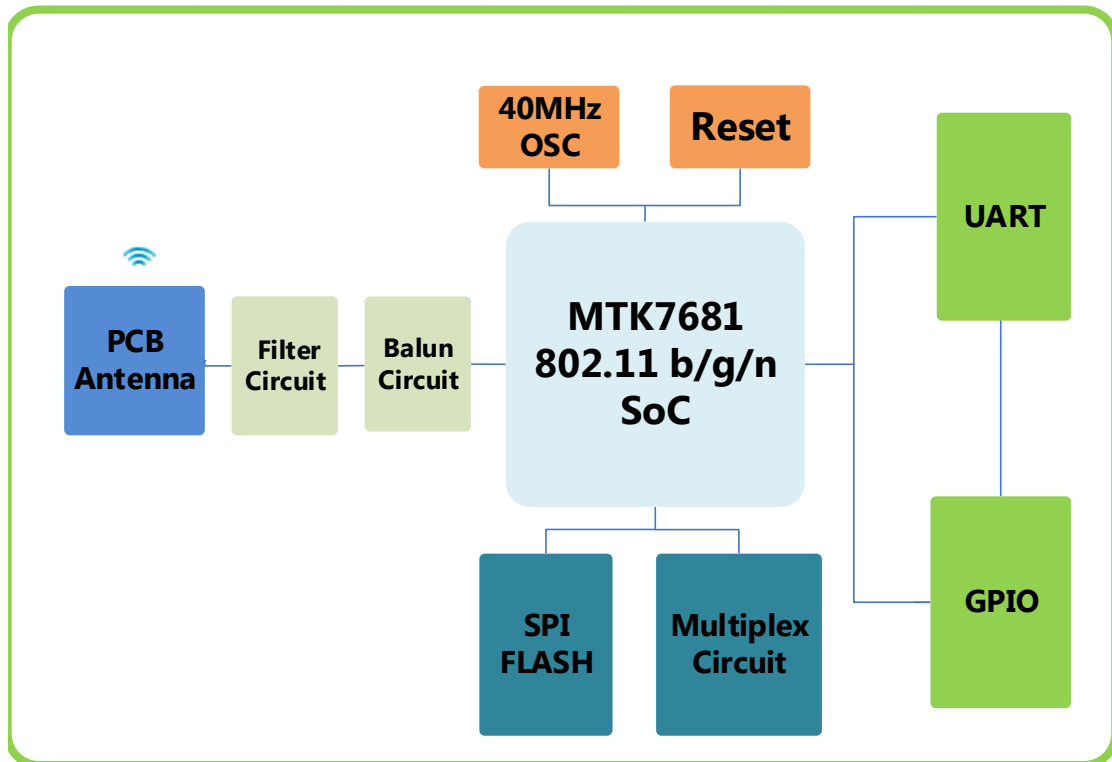 40MHz
OSC
Reset
UART
PCB
Antenna
Filter
Circuit
Balun
Circuit
MTK7681
802.11 b/g/n
SoC
SPI
FLASH
Multiplex
Circuit
GPIO